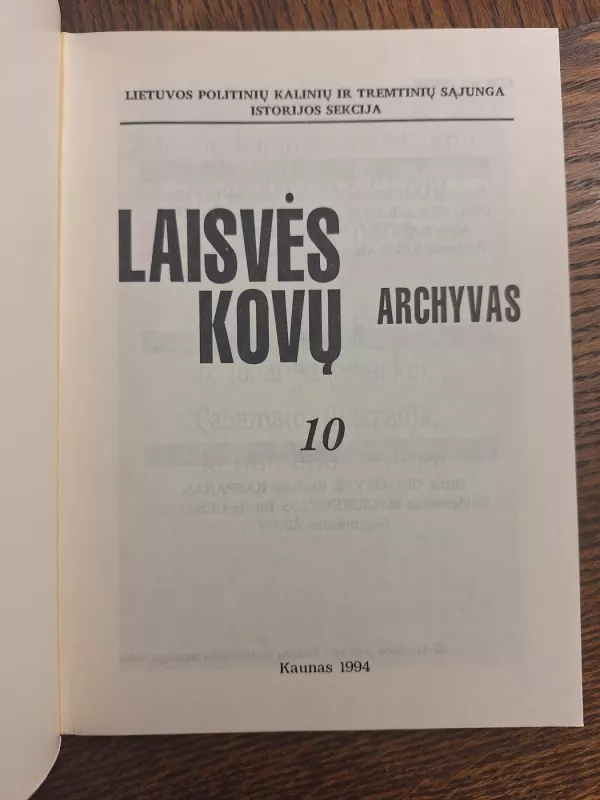 LIETUVOS POLITINIŲ KALINIŲ IR TREMTINIŲ SĄJUNGA
ISTORIJOS SEKCIJA
LAISVĖS
KOVŲ
ARCHYVAS
10
Kaunas 1994